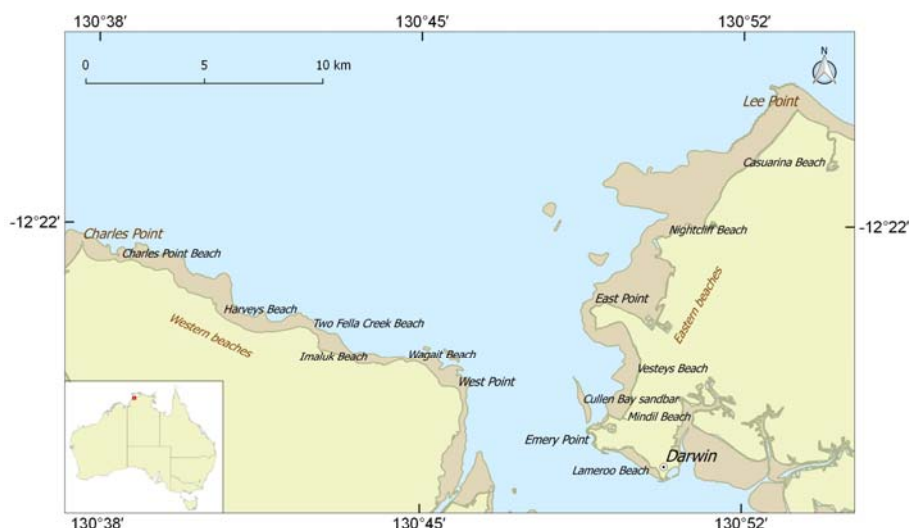 130°38′ 130°45′ 130°52′
0 5 10 km
N
Lee Point
Casuarina Beach
-12°22′ -12°22′
Nightcliff Beach
Charles Point
Charles Point Beach
Eastern beaches
East Point
Harveys Beach
Two Fella Creek Beach
Western beaches
Imaluk Beach
Wagait Beach
Vesteys Beach
West Point
Cullen Bay sandbar
Mindil Beach
Emery Point
Darwin
Lameroo Beach
130°38′ 130°45′ 130°52′